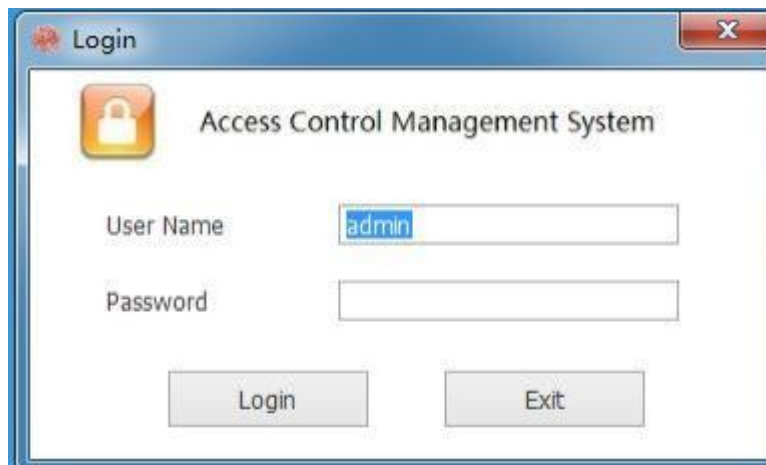 Login
Access Control Management System
User Name admin
Password
Login Exit